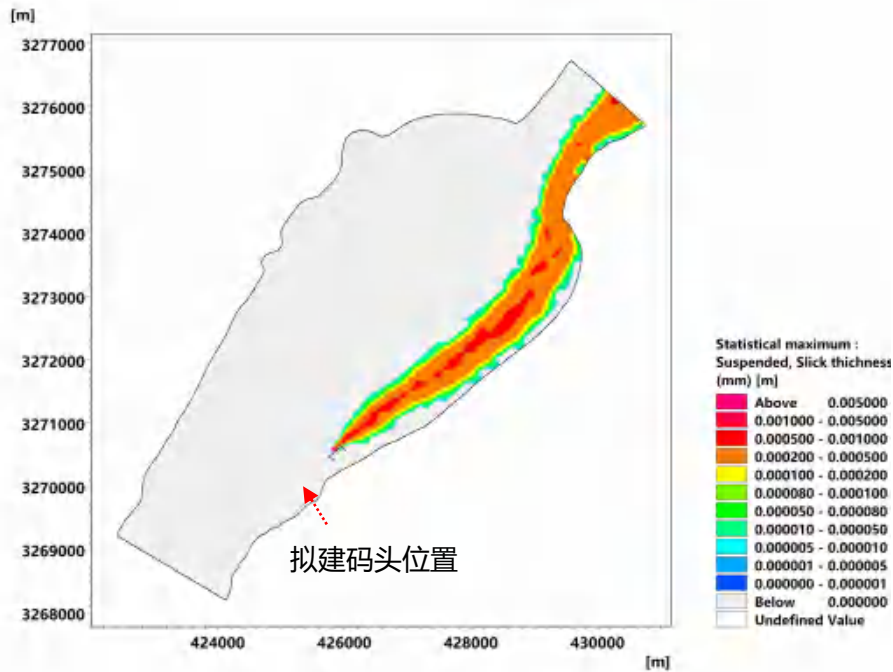 [m]
3277000
3276000
3275000
3274000
3273000
3272000
3271000
3270000
3269000
3268000
424000
426000
428000
430000
[m]
拟建码头位置
Statistical maximum :
Suspended, Slick thickness
(mm) [m]
Above 0.005000
0.001000 - 0.005000
0.000500 - 0.001000
0.000200 - 0.000500
0.000100 - 0.000200
0.000080 - 0.000100
0.000050 - 0.000080
0.000010 - 0.000050
0.000005 - 0.000010
0.000001 - 0.000005
0.000000 - 0.000001
Below 0.000000
Undefined Value